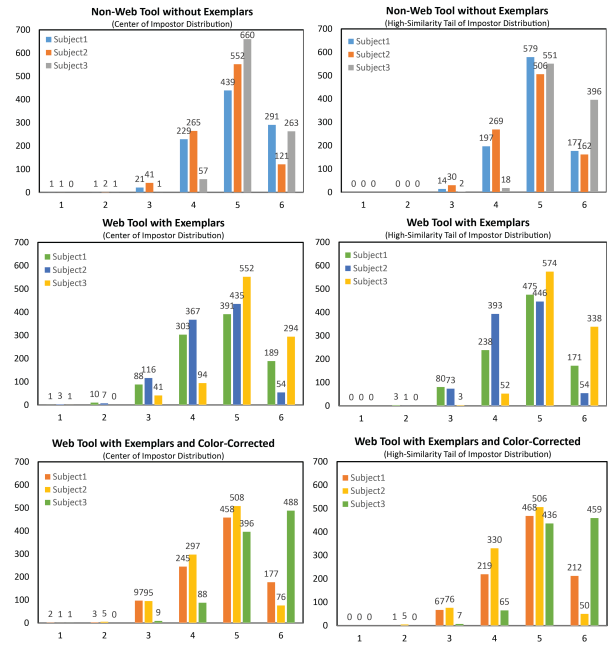 Non-Web Tool without Exemplars
(Center of Impostor Distribution)
700
600
500
400
300
200
100
0
Subject1
Subject2
Subject3
1 1 0
1 2 1
21 41 1
229 265 57
439 552 660
291 121 263
1 2 3 4 5 6
Non-Web Tool without Exemplars
(High-Similarity Tail of Impostor Distribution)
700
600
500
400
300
200
100
0
Subject1
Subject2
Subject3
0 0 0
0 0 0
14 30 2
197 269 18
579 506 551
177 162 396
1 2 3 4 5 6
Web Tool with Exemplars
(Center of Impostor Distribution)
700
600
500
400
300
200
100
0
Subject1
Subject2
Subject3
1 3 1
10 7 0
88 116 41
303 367 94
391 435 552
189 54 294
1 2 3 4 5 6
Web Tool with Exemplars
(High-Similarity Tail of Impostor Distribution)
700
600
500
400
300
200
100
0
Subject1
Subject2
Subject3
0 0 0
3 1 0
80 73 3
238 393 52
475 446 574
171 54 338
1 2 3 4 5 6
Web Tool with Exemplars and Color-Corrected
(Center of Impostor Distribution)
700
600
500
400
300
200
100
0
Subject1
Subject2
Subject3
2 1 1
3 5 0
97 95 9
245 297 88
458 508 396
177 76 488
1 2 3 4 5 6
Web Tool with Exemplars and Color-Corrected
(High-Similarity Tail of Impostor Distribution)
700
600
500
400
300
200
100
0
Subject1
Subject2
Subject3
0 0 0
1 5 0
67 76 7
219 330 65
468 506 436
212 50 459
1 2 3 4 5 6